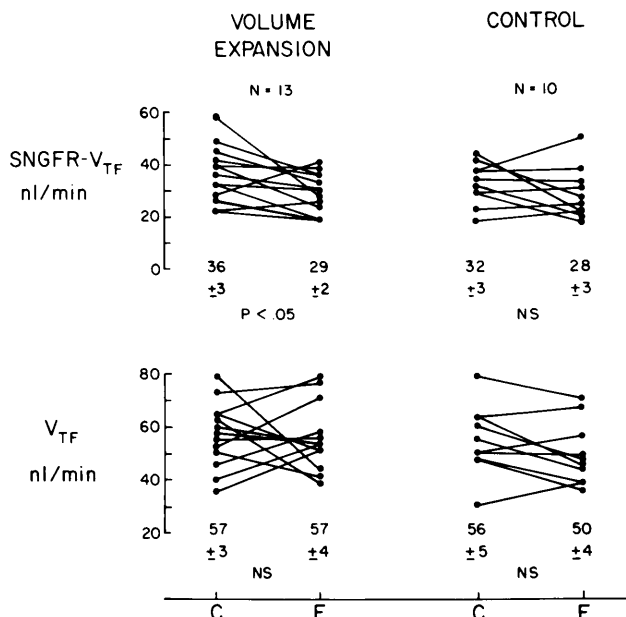 VOLUME EXPANSION
CONTROL
N = 13
N = 10
SNGFR-V_TF
nl/min
60
40
20
0
36
±3
29
±2
32
±3
28
±3
P < .05
NS
V_TF
nl/min
80
60
40
20
57
±3
57
±4
56
±5
50
±4
NS
NS
C
E
C
E